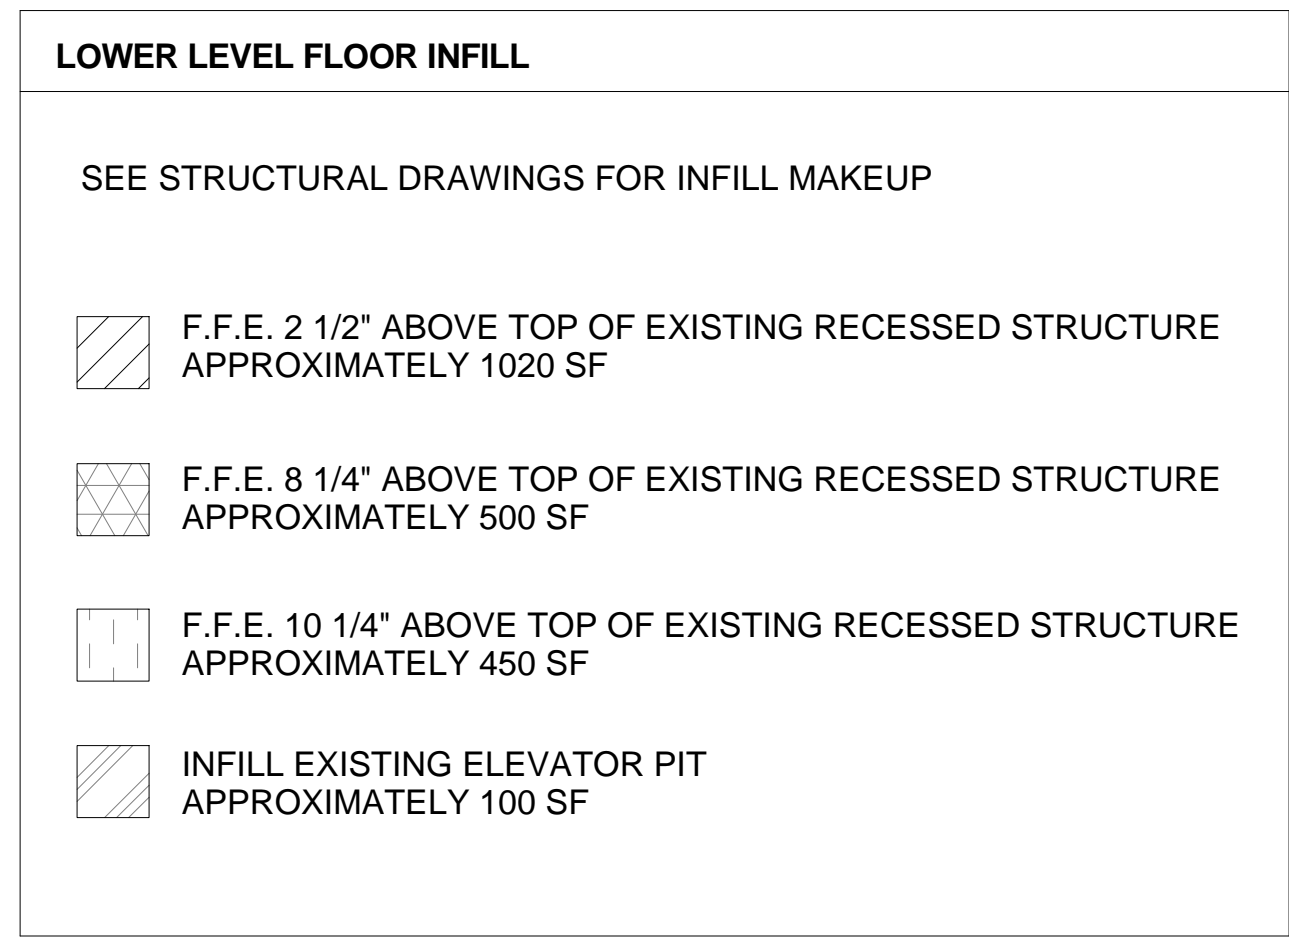 LOWER LEVEL FLOOR INFILL
SEE STRUCTURAL DRAWINGS FOR INFILL MAKEUP
F.F.E. 2 1/2" ABOVE TOP OF EXISTING RECESSED STRUCTURE
APPROXIMATELY 1020 SF
F.F.E. 8 1/4" ABOVE TOP OF EXISTING RECESSED STRUCTURE
APPROXIMATELY 500 SF
F.F.E. 10 1/4" ABOVE TOP OF EXISTING RECESSED STRUCTURE
APPROXIMATELY 450 SF
INFILL EXISTING ELEVATOR PIT
APPROXIMATELY 100 SF